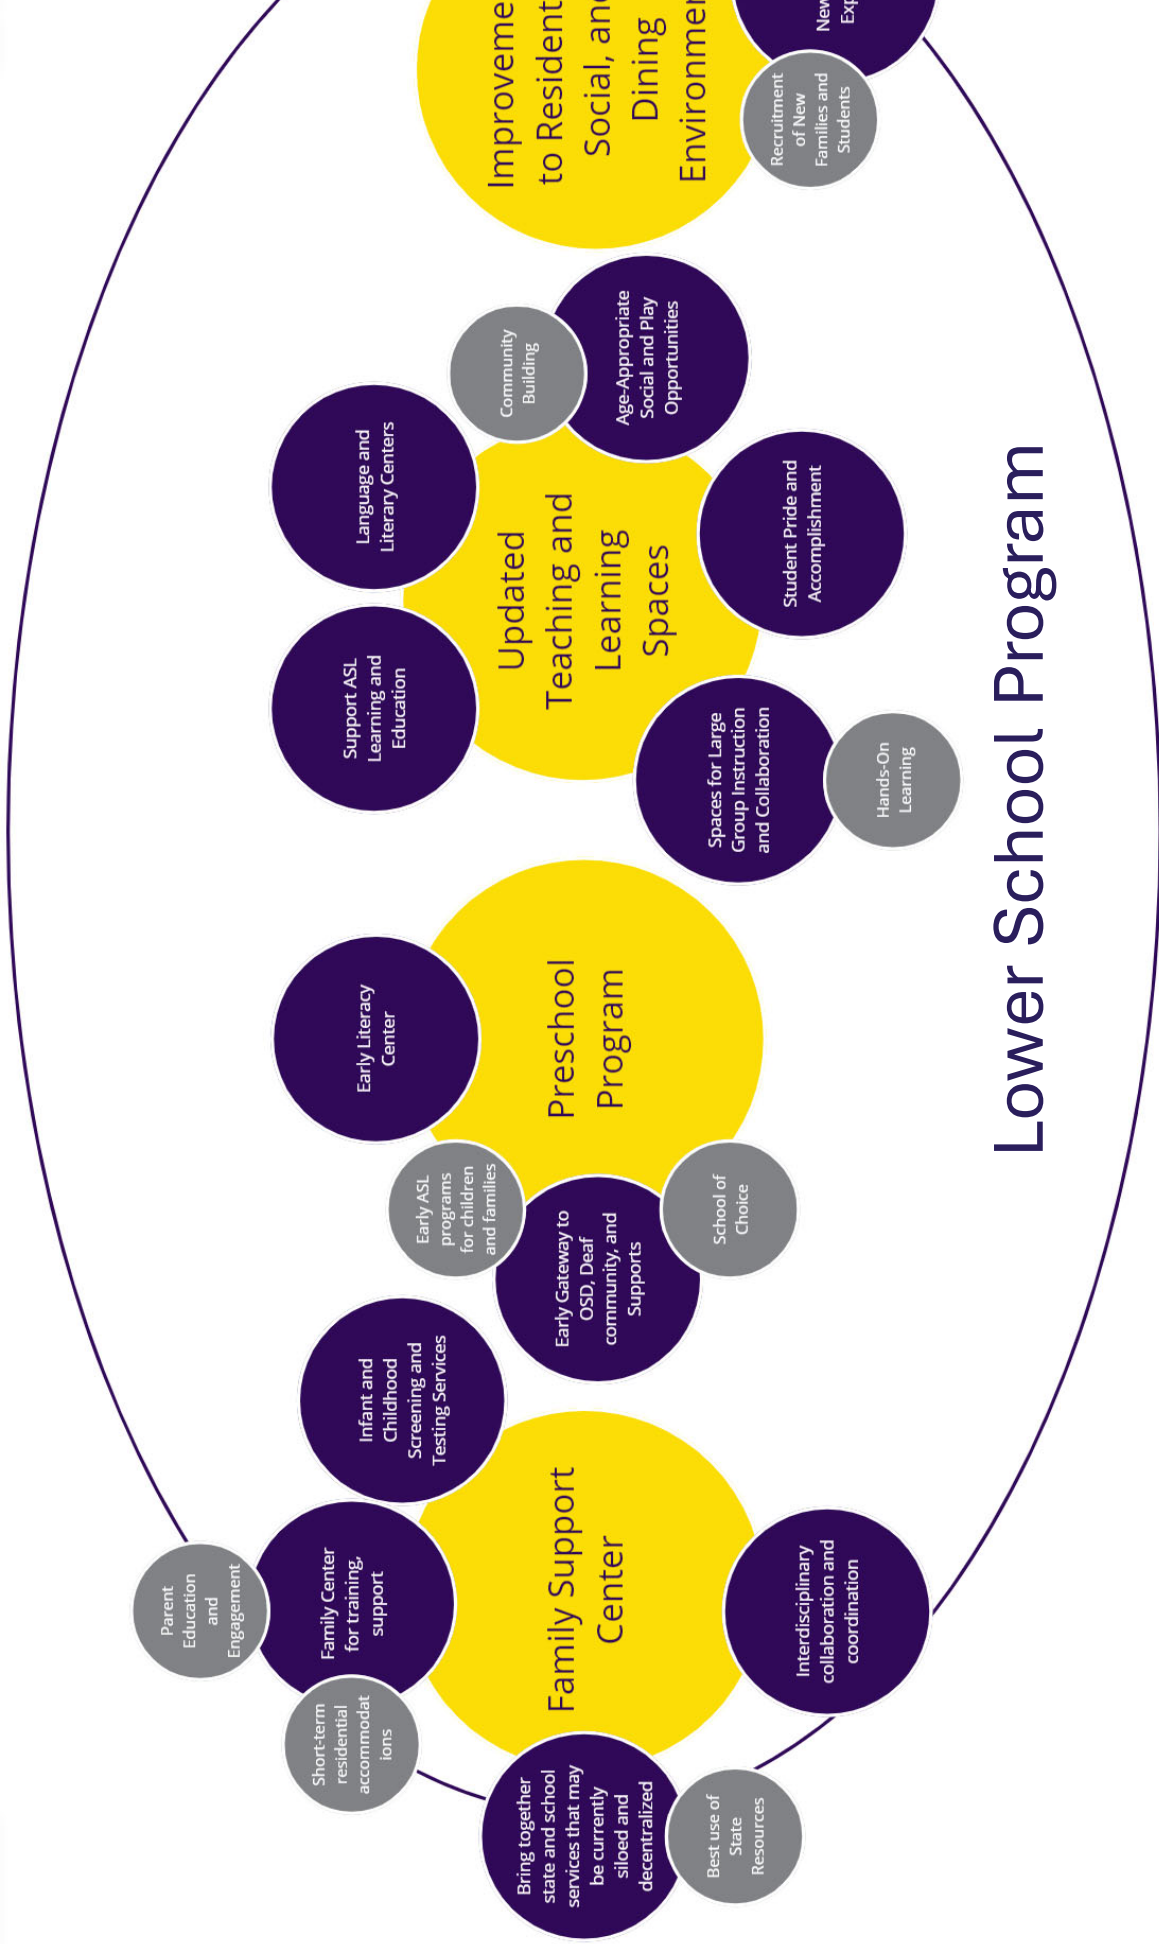 Parent
Education
and
Engagement
Short-term
residential
accommodat
ions
Family Center
for training,
support
Infant and
Childhood
Screening and
Testing Services
Family Support
Center
Bring together
state and school
services that may
be currently
siloed and
decentralized
Best use of
State
Resources
Interdisciplinary
collaboration and
coordination
Early Literacy
Center
Early ASL
programs
for children
and families
Preschool
Program
Early Gateway to
OSD, Deaf
community, and
Supports
School of
Choice
Support ASL
Learning and
Education
Language and
Literary Centers
Updated
Teaching and
Learning
Spaces
Community
Building
Age-Appropriate
Social and Play
Opportunities
Student Pride and
Accomplishment
Spaces for Large
Group Instruction
and Collaboration
Hands-On
Learning
to
Social,
Dining
Recruitment
of New
Families and
Students
Lower School Program